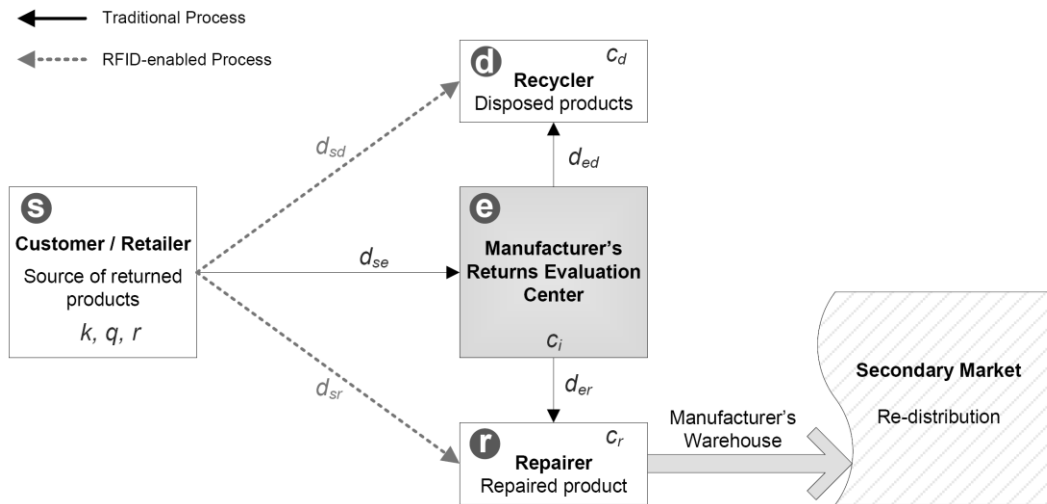 Traditional Process
RFID-enabled Process
d
c_d
Recycler
Disposed products
d_sd
d_ed
s
Customer / Retailer
Source of returned
products
k, q, r
d_se
e
Manufacturer’s
Returns Evaluation
Center
c_i
d_sr
d_er
r
c_r
Repairer
Repaired product
Manufacturer’s
Warehouse
Secondary Market
Re-distribution